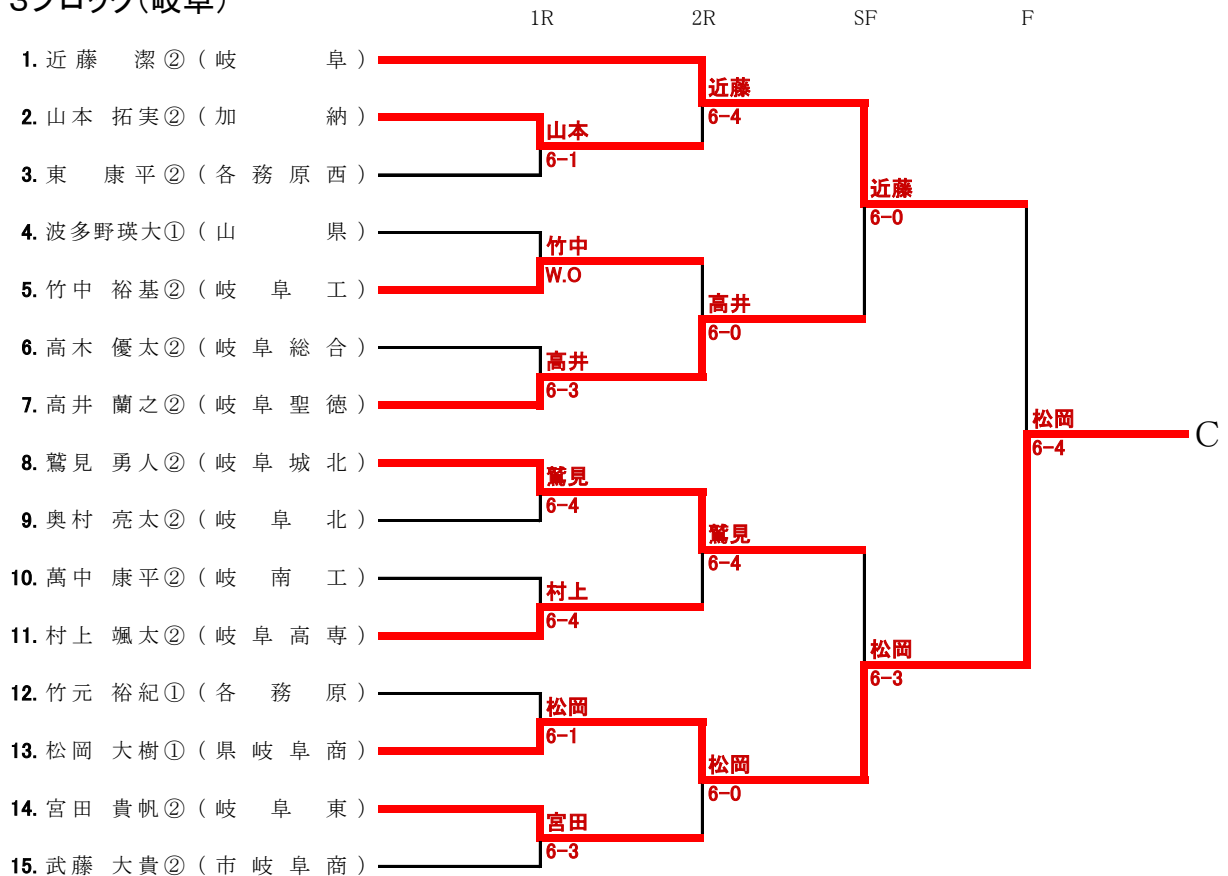 3ブロック(岐阜)
1R 2R SF F
1. 近藤 潔② ( 岐 阜 )
近藤
6-4
2. 山本 拓実② ( 加 納 )
山本
6-1
3. 東 康平② ( 各 務 原 西 )
近藤
6-0
4. 波多野瑛大① ( 山 県 )
竹中
W.O
5. 竹中 裕基② ( 岐 阜 工 )
高井
6-0
6. 高木 優太② ( 岐 阜 総 合 )
高井
6-3
7. 高井 蘭之② ( 岐 阜 聖 徳 )
松岡
6-4
C
8. 鷲見 勇人② ( 岐 阜 城 北 )
鷲見
6-4
9. 奥村 亮太② ( 岐 阜 北 )
鷲見
6-4
10. 萬中 康平② ( 岐 南 工 )
村上
6-4
11. 村上 颯太② ( 岐 阜 高 専 )
松岡
6-3
12. 竹元 裕紀① ( 各 務 原 )
松岡
6-1
13. 松岡 大樹① ( 県 岐 阜 商 )
松岡
6-0
14. 宮田 貴帆② ( 岐 阜 東 )
宮田
6-3
15. 武藤 大貴② ( 市 岐 阜 商 )